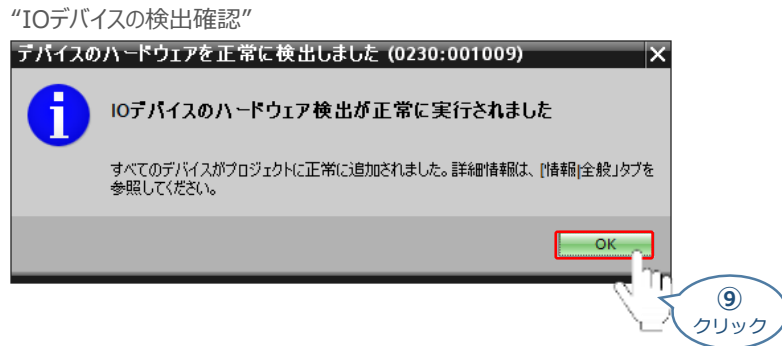 “IOデバイスの検出確認”
デバイスのハードウェアを正常に検出しました (0230:001009)
IOデバイスのハードウェア検出が正常に実行されました
すべてのデバイスがプロジェクトに正常に追加されました。詳細情報は、[情報|全般」タブを
参照してください。
OK
⑨
クリック